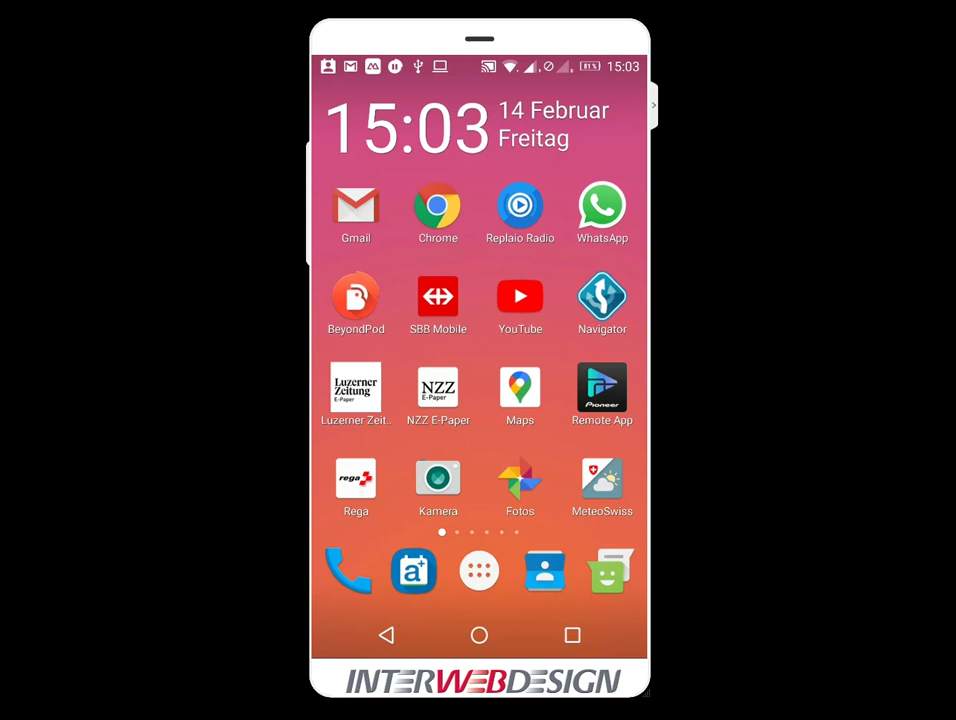 81% 15:03
15:03
14 Februar
Freitag
Gmail
Chrome
Replaio Radio
WhatsApp
BeyondPod
SBB Mobile
YouTube
Navigator
Luzerner
Zeitung
E-Paper
NZZ
E-Paper
Pioneer
Luzerner Zeit..
NZZ E-Paper
Maps
Remote App
rega
Rega
Kamera
Fotos
MeteoSwiss
a+
INTERWEBDESIGN